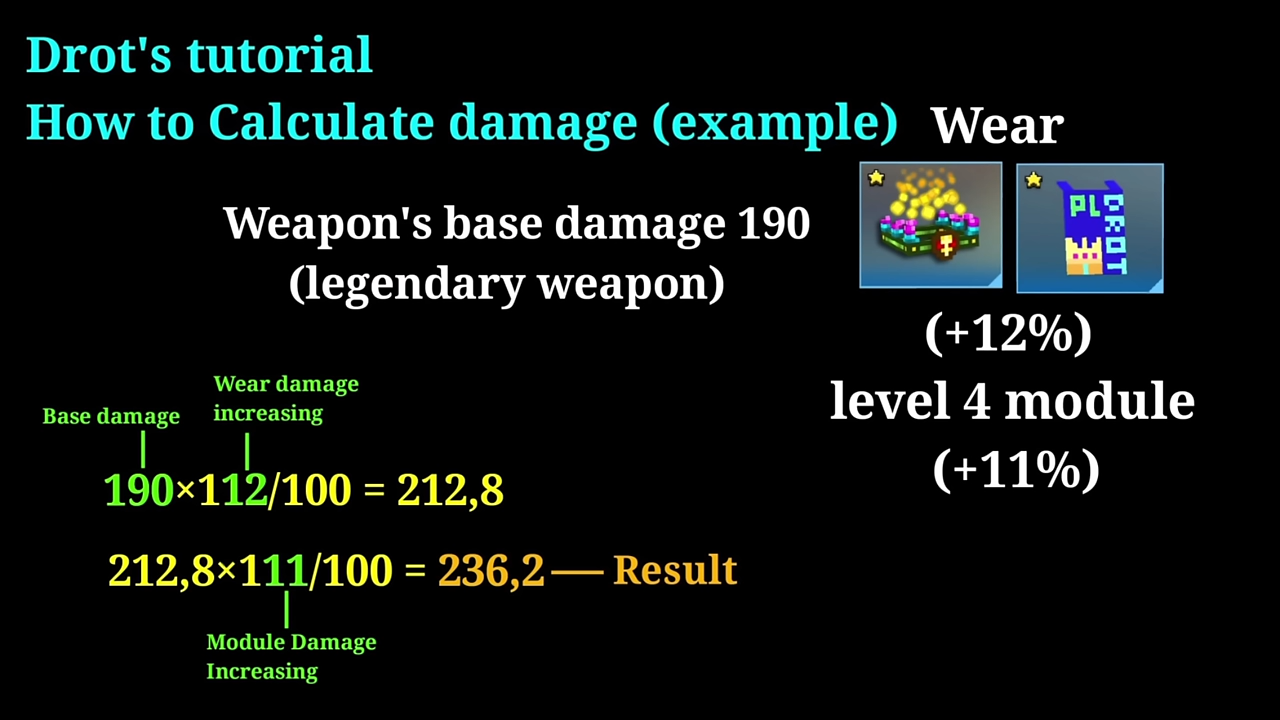 Drot's tutorial
How to Calculate damage (example)
Wear
PL DROT
Weapon's base damage 190
(legendary weapon)
(+12%)
level 4 module
(+11%)
Wear damage
increasing
Base damage
190×112/100 = 212,8
212,8×111/100 = 236,2 — Result
Module Damage
Increasing